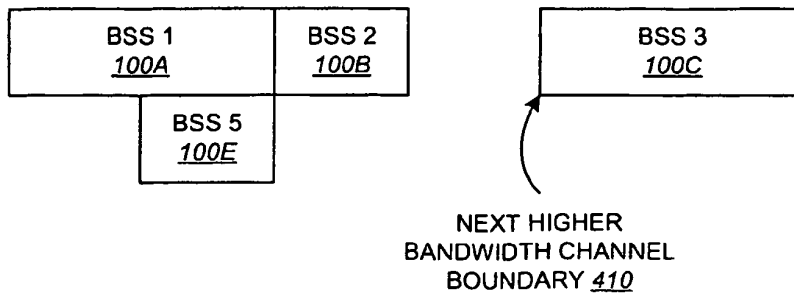 BSS 1
100A
BSS 2
100B
BSS 3
100C
BSS 5
100E
NEXT HIGHER
BANDWIDTH CHANNEL
BOUNDARY 410